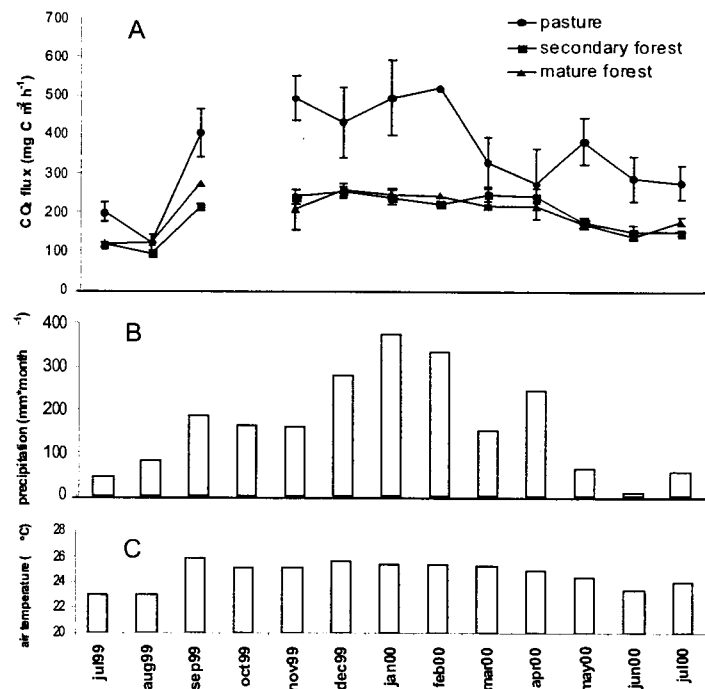 A
pasture
secondary forest
mature forest
CO₂ flux (mg C m² h⁻¹)
700
600
500
400
300
200
100
0
B
precipitation (mm*month⁻¹)
400
300
200
100
0
C
air temperature (°C)
28
26
24
22
20
jul99 aug99 sep99 oct99 nov99 dec99 jan00 feb00 mar00 apr00 may00 jun00 jul00